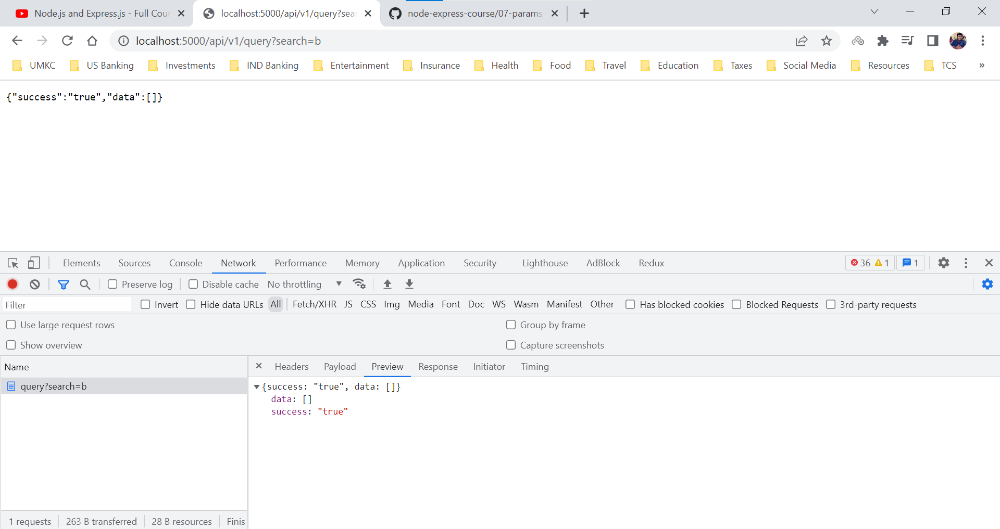 Node.js and Express.js - Full Cour
localhost:5000/api/v1/query?sear
node-express-course/07-params-
localhost:5000/api/v1/query?search=b
UMKC US Banking Investments IND Banking Entertainment Insurance Health Food Travel Education Taxes Social Media Resources TCS »
{"success":"true","data":[]}
Elements Sources Console Network Performance Memory Application Security Lighthouse AdBlock Redux 36 1 1
Preserve log Disable cache No throttling
Filter Invert Hide data URLs All Fetch/XHR JS CSS Img Media Font Doc WS Wasm Manifest Other Has blocked cookies Blocked Requests 3rd-party requests
Use large request rows Group by frame
Show overview Capture screenshots
Name
query?search=b
1 requests 263 B transferred 28 B resources Finis
Headers Payload Preview Response Initiator Timing
{success: "true", data: []}
data: []
success: "true"